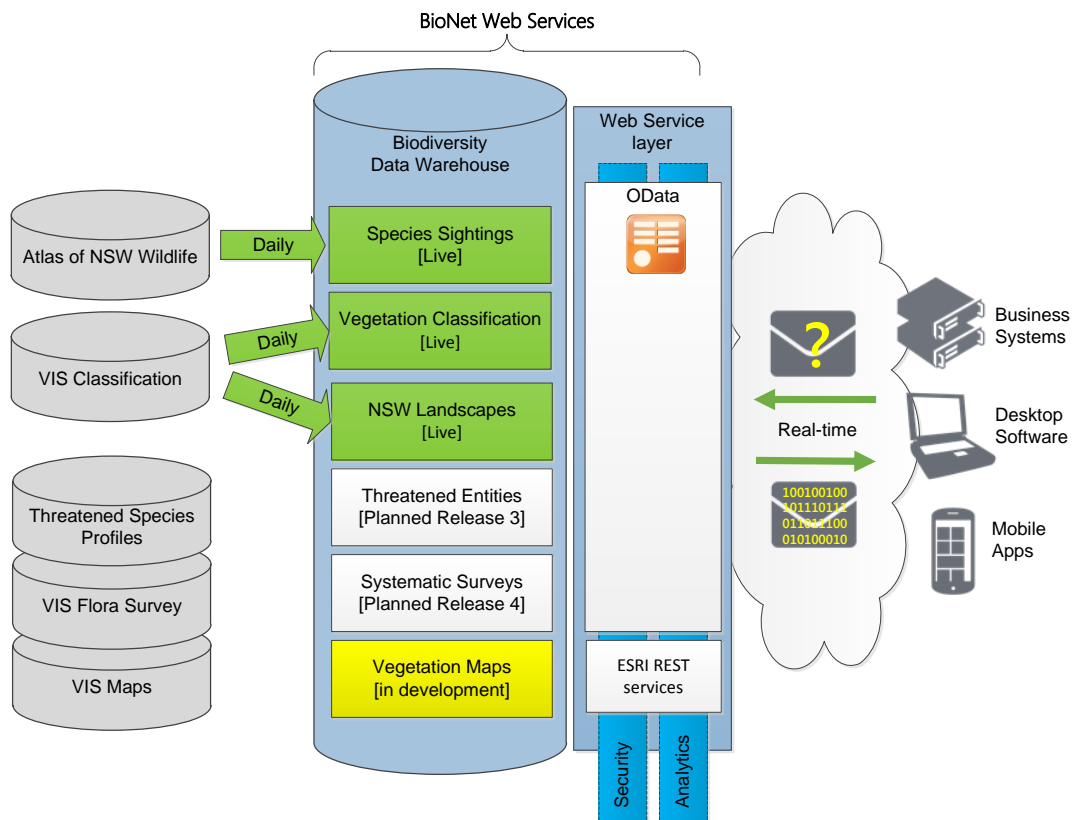 BioNet Web Services
Biodiversity
Data Warehouse
Web Service
layer
OData
Atlas of NSW Wildlife
Daily
Species Sightings
[Live]
VIS Classification
Daily
Vegetation Classification
[Live]
Daily
NSW Landscapes
[Live]
Threatened Species
Profiles
Threatened Entities
[Planned Release 3]
VIS Flora Survey
Systematic Surveys
[Planned Release 4]
VIS Maps
Vegetation Maps
[in development]
ESRI REST
services
Security
Analytics
?
Real-time
100100100
101110111
011011100
010100010
Business
Systems
Desktop
Software
Mobile
Apps